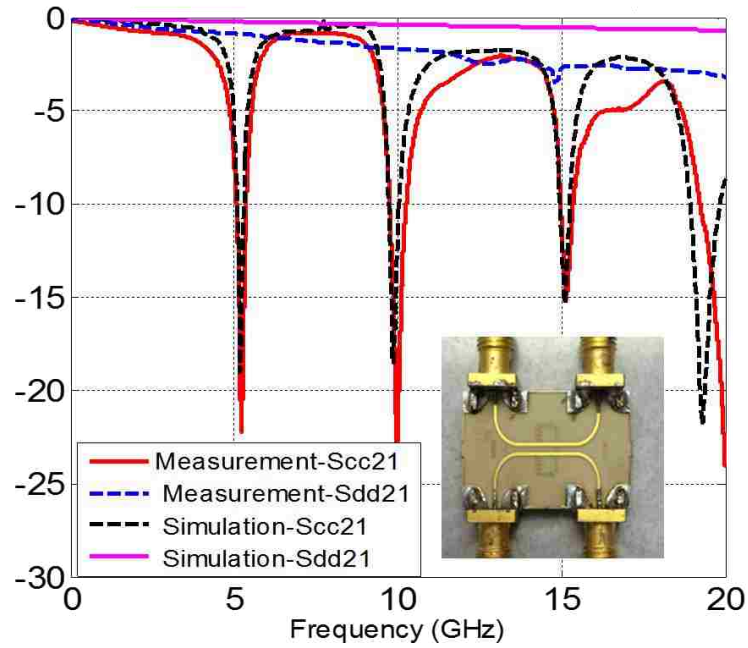 0
-5
-10
-15
-20
-25
-30
Measurement-Scc21
Measurement-Sdd21
Simulation-Scc21
Simulation-Sdd21
0 5 10 15 20
Frequency (GHz)